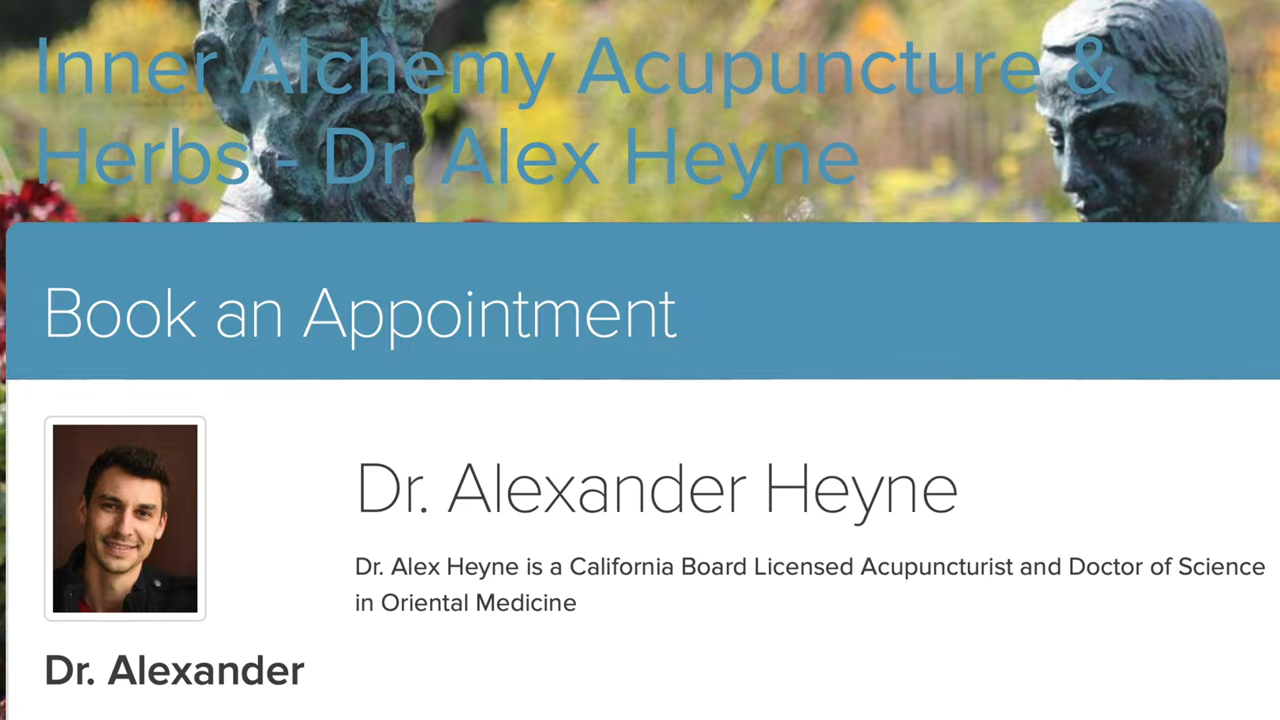 Inner Alchemy Acupuncture &
Herbs - Dr. Alex Heyne
Book an Appointment
Dr. Alexander Heyne
Dr. Alex Heyne is a California Board Licensed Acupuncturist and Doctor of Science
in Oriental Medicine
Dr. Alexander